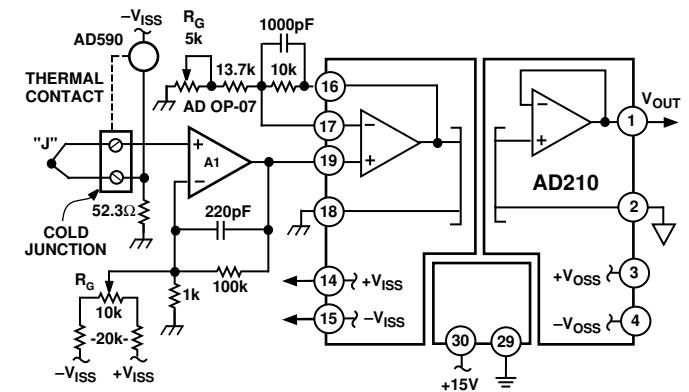 −VISS
AD590
THERMAL
CONTACT
RG
5k
13.7k
1000pF
10k
AD OP-07
16
17
19
18
14
+VISS
15
−VISS
"J"
COLD
JUNCTION
52.3Ω
+
A1
−
220pF
100k
1k
RG
10k
-20k-
−VISS
+VISS
−
+
−
+
AD210
1
VOUT
2
+VOSS
3
−VOSS
4
30
29
+15V